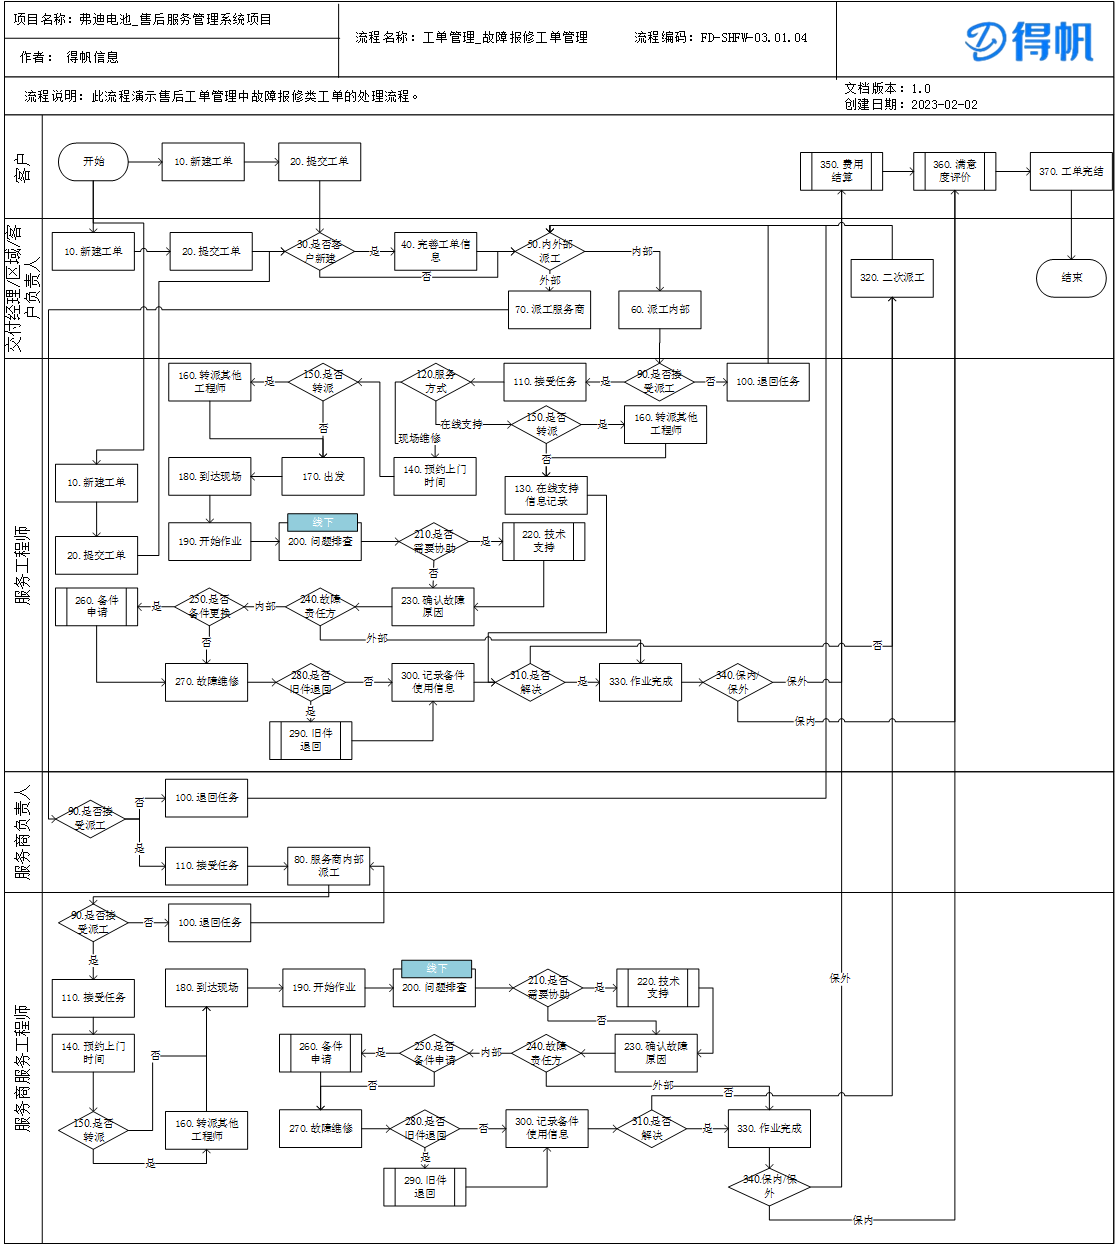 项目名称：弗迪电池_售后服务管理系统项目
作者： 得帆信息
流程名称：工单管理_故障报修工单管理
流程编码：FD-SHFW-03.01.04
得帆
流程说明：此流程演示售后工单管理中故障报修类工单的处理流程。
文档版本：1.0
创建日期：2023-02-02
客户
开始
10.新建工单
20.提交工单
350.费用
结算
360.满意
度评价
370.工单完结
交付经理/区域/客
户负责人
10.新建工单
20.提交工单
30.是否客
户新建
是
否
40.完善工单信
息
50.内外部
派工
内部
外部
70.派工服务商
60.派工内部
320.二次派工
结束
服务工程师
160.转派其他
工程师
是
150.是否
转派
否
120.服务
方式
在线支持
现场维修
110.接受任务
是
90.是否接
受派工
否
100.退回任务
150.是否
转派
是
否
160.转派其他
工程师
10.新建工单
180.到达现场
170.出发
140.预约上门
时间
130.在线支持
信息记录
20.提交工单
190.开始作业
线下
200.问题排查
210.是否
需要协助
是
否
220.技术
支持
260.备件
申请
是
250.是否
备件更换
否
内部
240.故障
责任方
外部
230.确认故障
原因
否
270.故障维修
280.是否
旧件退回
否
是
300.记录备件
使用信息
310.是否
解决
是
330.作业完成
340.保内/
保外
保外
保内
290.旧件
退回
服务商负责人
90.是否接
受派工
否
是
100.退回任务
110.接受任务
80.服务商内部
派工
服务商服务工程师
90.是否接
受派工
否
是
100.退回任务
110.接受任务
180.到达现场
190.开始作业
线下
200.问题排查
210.是否
需要协助
是
否
220.技术
支持
保外
140.预约上门
时间
否
260.备件
申请
是
250.是否
备件申请
否
内部
240.故障
责任方
外部
230.确认故障
原因
否
150.是否
转派
是
160.转派其他
工程师
270.故障维修
280.是否
旧件退回
否
是
300.记录备件
使用信息
310.是否
解决
是
330.作业完成
290.旧件
退回
340.保内/保
外
保内